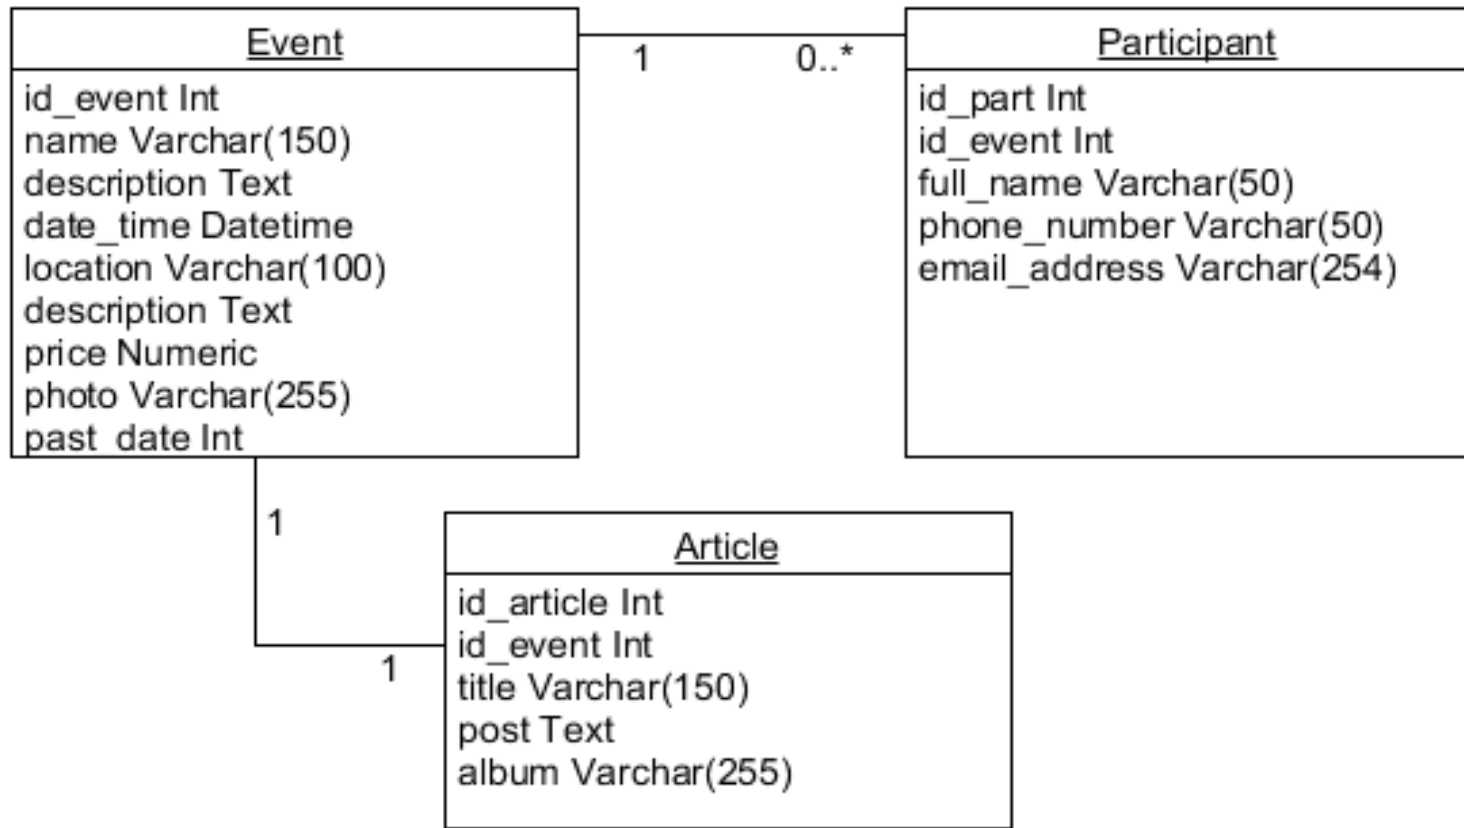 Event
id_event Int
name Varchar(150)
description Text
date_time Datetime
location Varchar(100)
description Text
price Numeric
photo Varchar(255)
past_date Int
1
0..*
Participant
id_part Int
id_event Int
full_name Varchar(50)
phone_number Varchar(50)
email_address Varchar(254)
1
1
Article
id_article Int
id_event Int
title Varchar(150)
post Text
album Varchar(255)